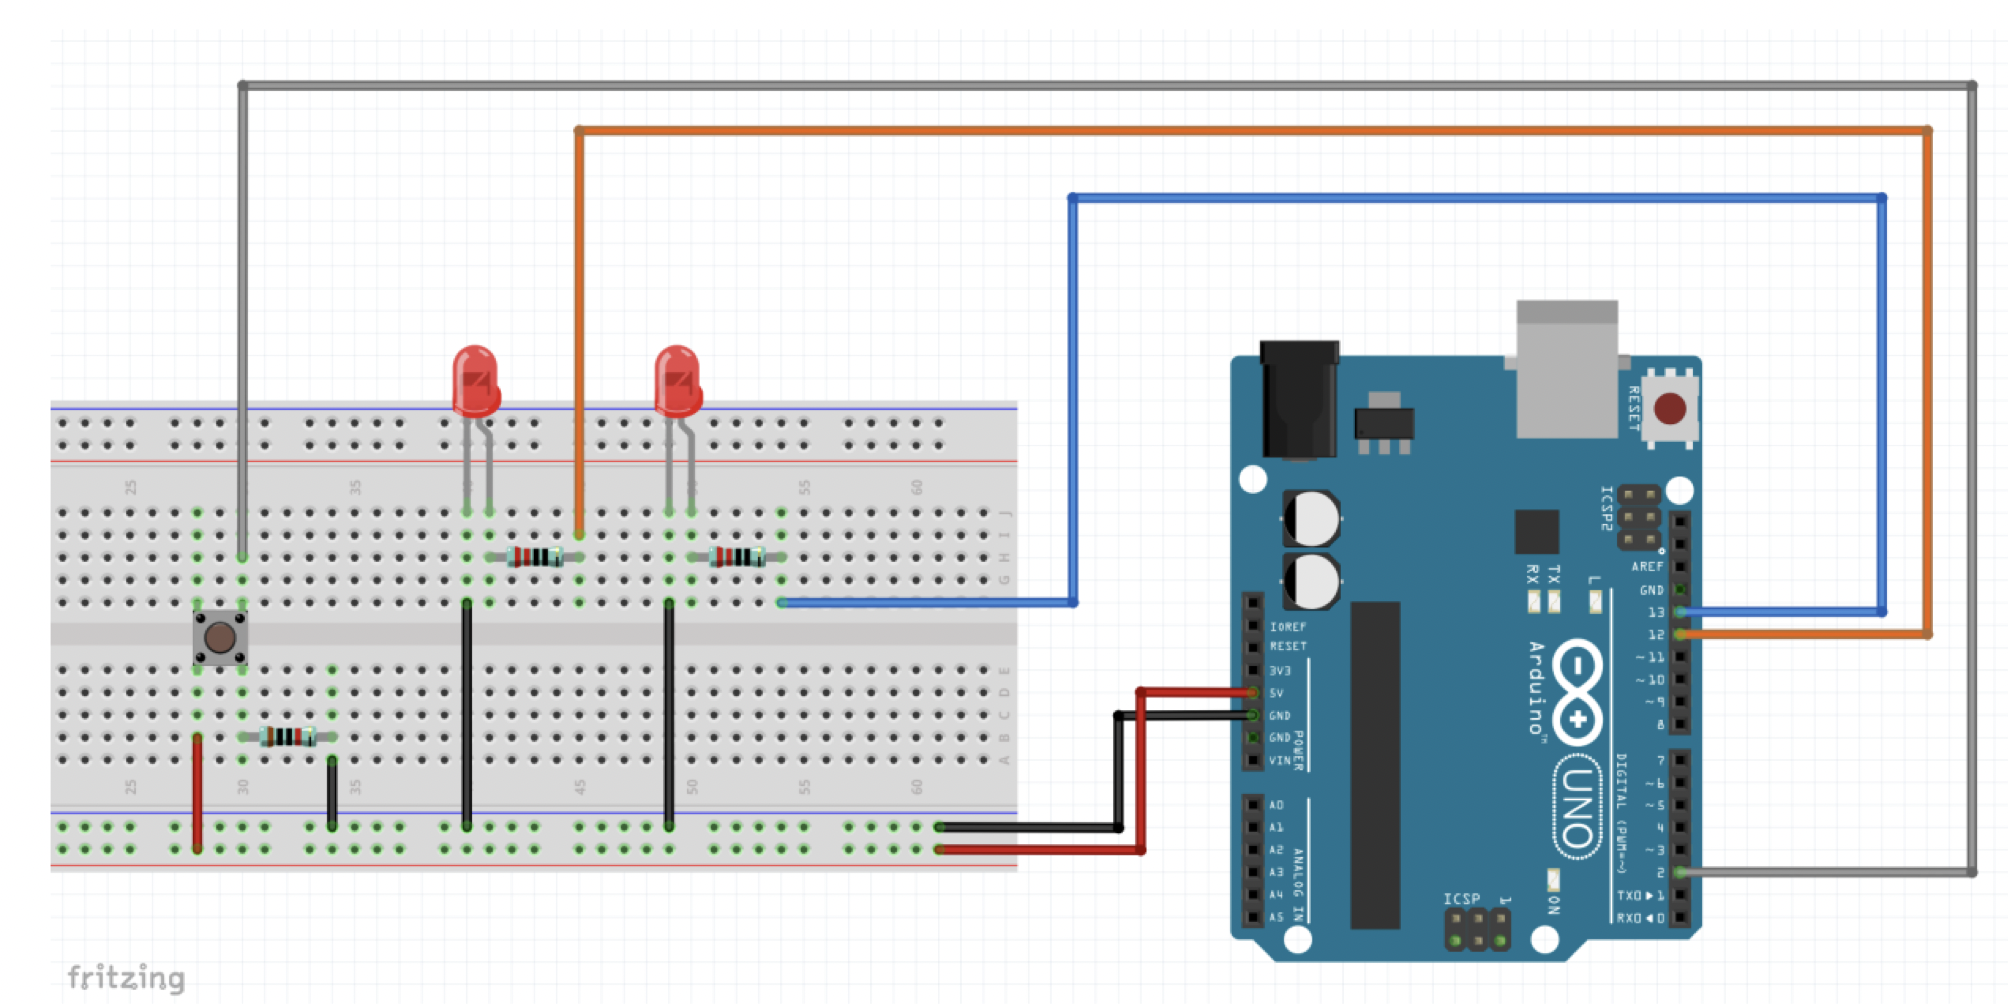 25
35
55
60
J
I
H
G
E
D
C
B
A
25
30
35
45
50
55
60
RESET
ICSP2
AREF
GND
13
12
~11
~10
~9
8
7
~6
~5
4
~3
2
TX0▶1
RX0◀0
RX
TX
L
IOREF
RESET
3V3
5V
GND
GND
VIN
POWER
A0
A1
A2
A3
A4
A5
ANALOG IN
Arduino™
UNO
DIGITAL (PWM=~)
ICSP
1
ON
fritzing